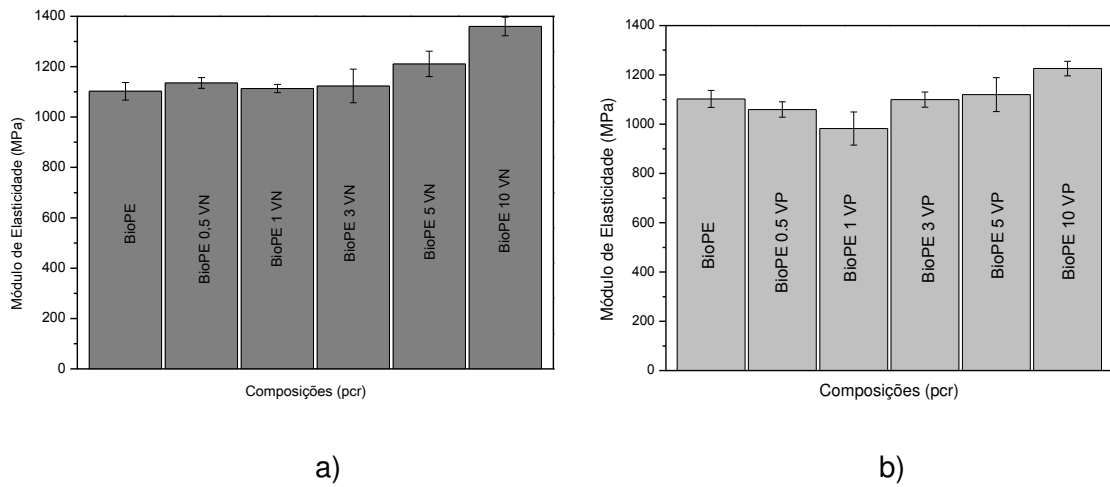 1400
1200
1000
800
600
400
200
0
Módulo de Elasticidade (MPa)
BioPE
BioPE 0,5 VN
BioPE 1 VN
BioPE 3 VN
BioPE 5 VN
BioPE 10 VN
Composições (pcr)
a)
1400
1200
1000
800
600
400
200
0
Módulo de Elasticidade (MPa)
BioPE
BioPE 0.5 VP
BioPE 1 VP
BioPE 3 VP
BioPE 5 VP
BioPE 10 VP
Composições (pcr)
b)